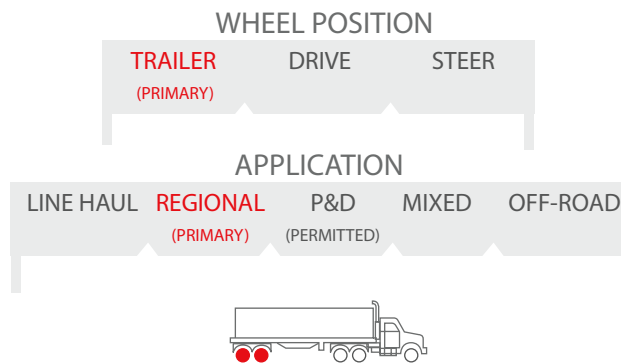 WHEEL POSITION
TRAILER DRIVE STEER
(PRIMARY)
APPLICATION
LINE HAUL REGIONAL P&D MIXED OFF-ROAD
(PRIMARY) (PERMITTED)